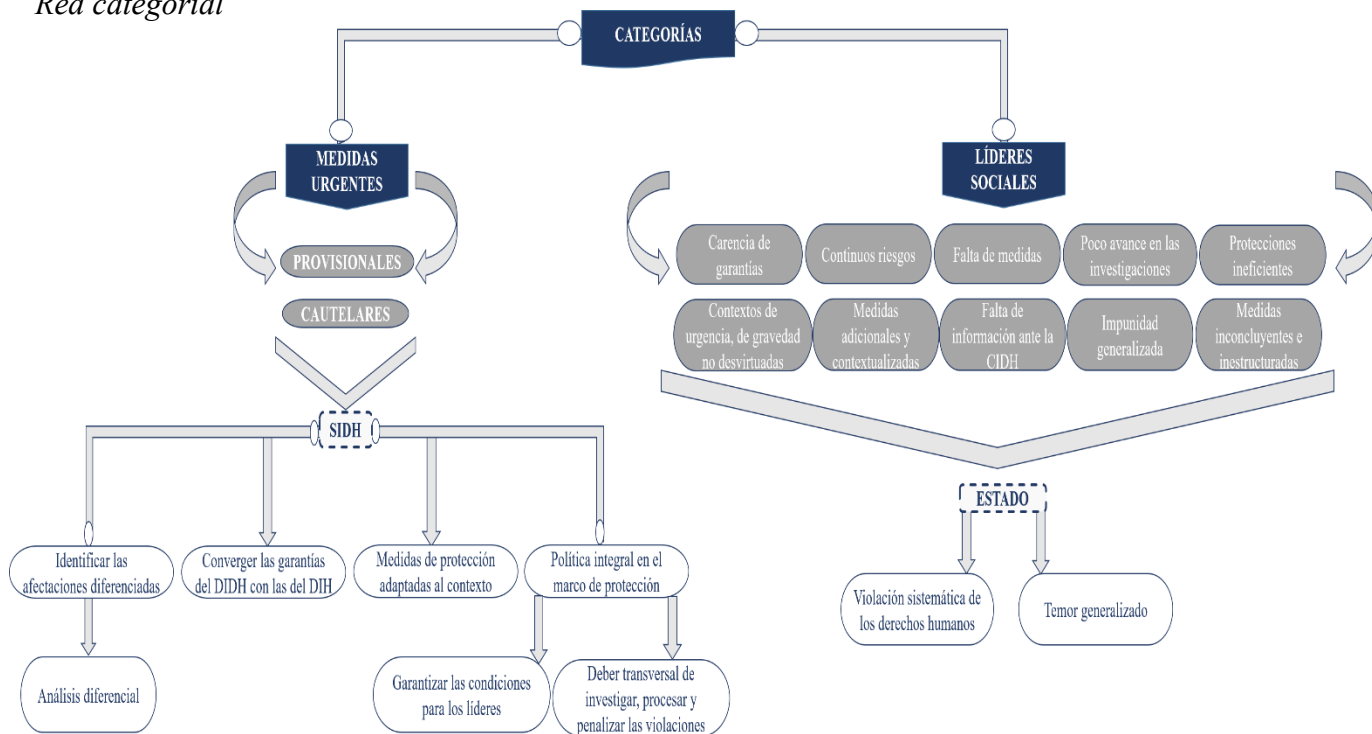 Red categorial
CATEGORÍAS
MEDIDAS
URGENTES
LÍDERES
SOCIALES
PROVISIONALES
CAUTELARES
Carencia de
garantías
Continuos riesgos
Falta de medidas
Poco avance en las
investigaciones
Protecciones
ineficientes
Contextos de
urgencia, de gravedad
no desvirtuadas
Medidas
adicionales y
contextualizadas
Falta de
información ante la
CIDH
Impunidad
generalizada
Medidas
inconcluyentes e
inestructuradas
SIDH
ESTADO
Identificar las
afectaciones diferenciadas
Converger las garantías
del DIDH con las del DIH
Medidas de protección
adaptadas al contexto
Política integral en el
marco de protección
Violación sistemática de
los derechos humanos
Temor generalizado
Análisis diferencial
Garantizar las condiciones
para los líderes
Deber transversal de
investigar, procesar y
penalizar las violaciones